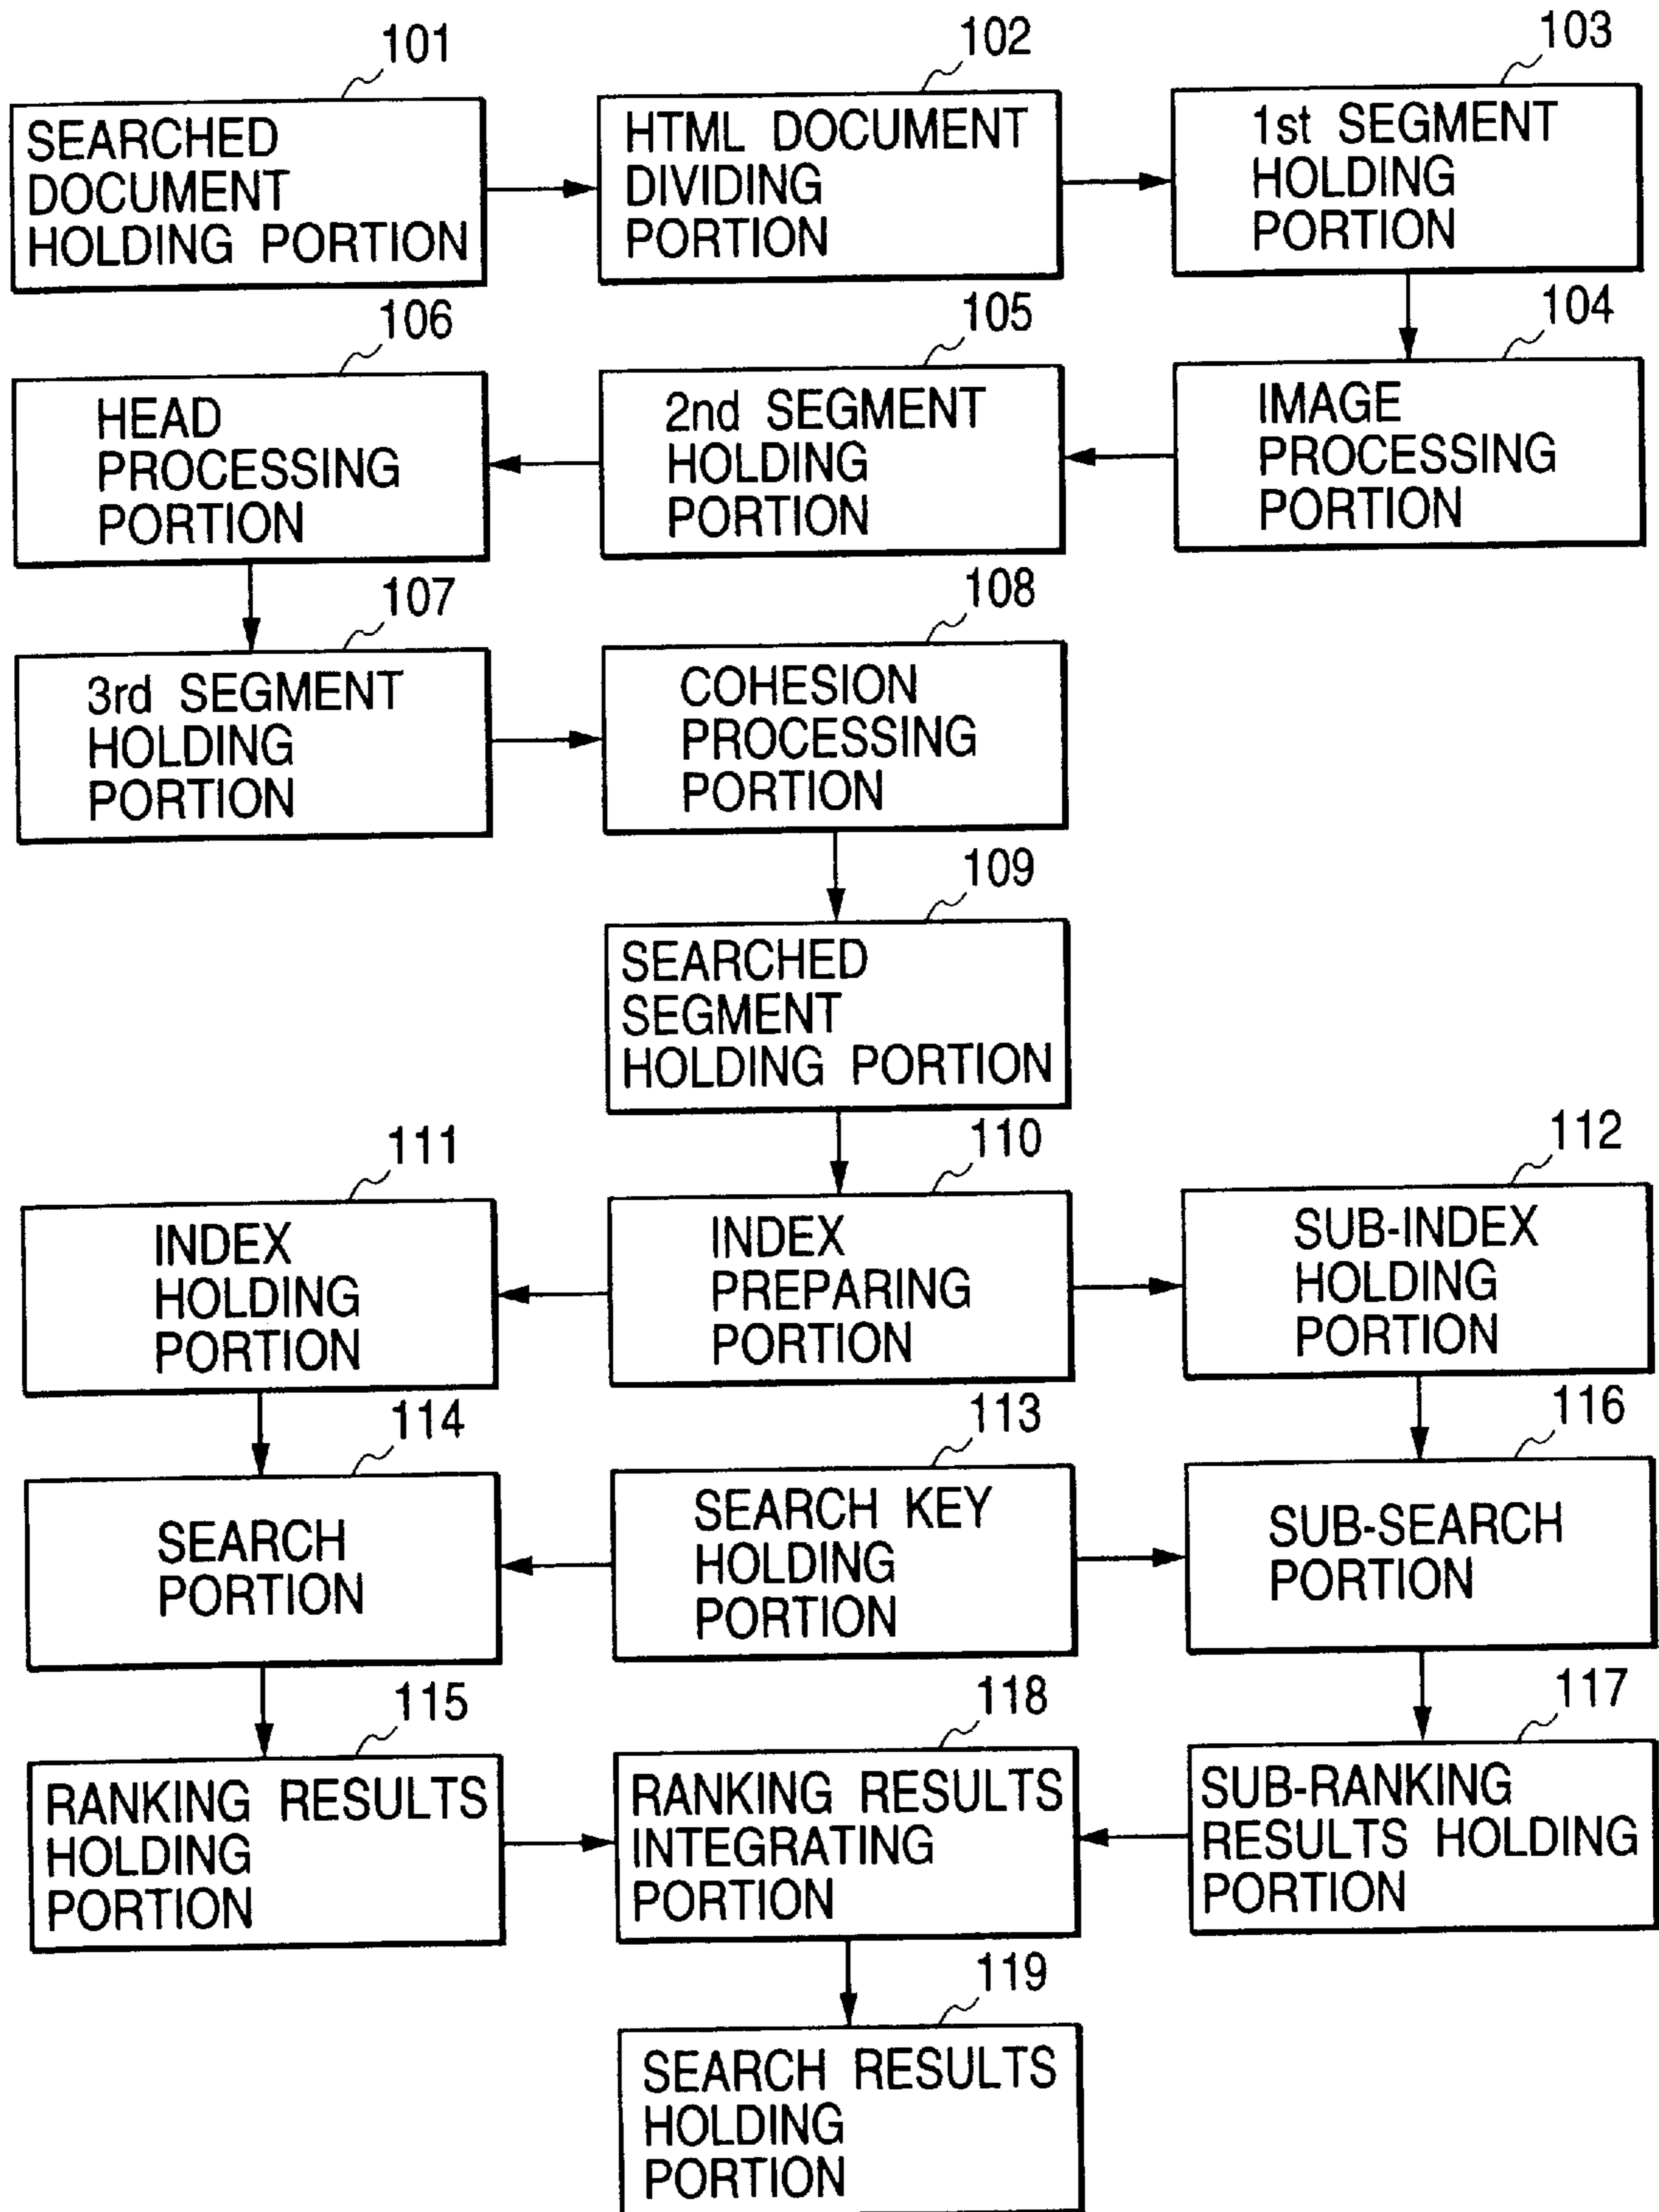 101
SEARCHED
DOCUMENT
HOLDING PORTION
102
HTML DOCUMENT
DIVIDING
PORTION
103
1st SEGMENT
HOLDING
PORTION
106
HEAD
PROCESSING
PORTION
105
2nd SEGMENT
HOLDING
PORTION
104
IMAGE
PROCESSING
PORTION
107
3rd SEGMENT
HOLDING
PORTION
108
COHESION
PROCESSING
PORTION
109
SEARCHED
SEGMENT
HOLDING PORTION
111
INDEX
HOLDING
PORTION
110
INDEX
PREPARING
PORTION
112
SUB-INDEX
HOLDING
PORTION
114
SEARCH
PORTION
113
SEARCH KEY
HOLDING
PORTION
116
SUB-SEARCH
PORTION
115
RANKING RESULTS
HOLDING
PORTION
118
RANKING RESULTS
INTEGRATING
PORTION
117
SUB-RANKING
RESULTS HOLDING
PORTION
119
SEARCH RESULTS
HOLDING
PORTION